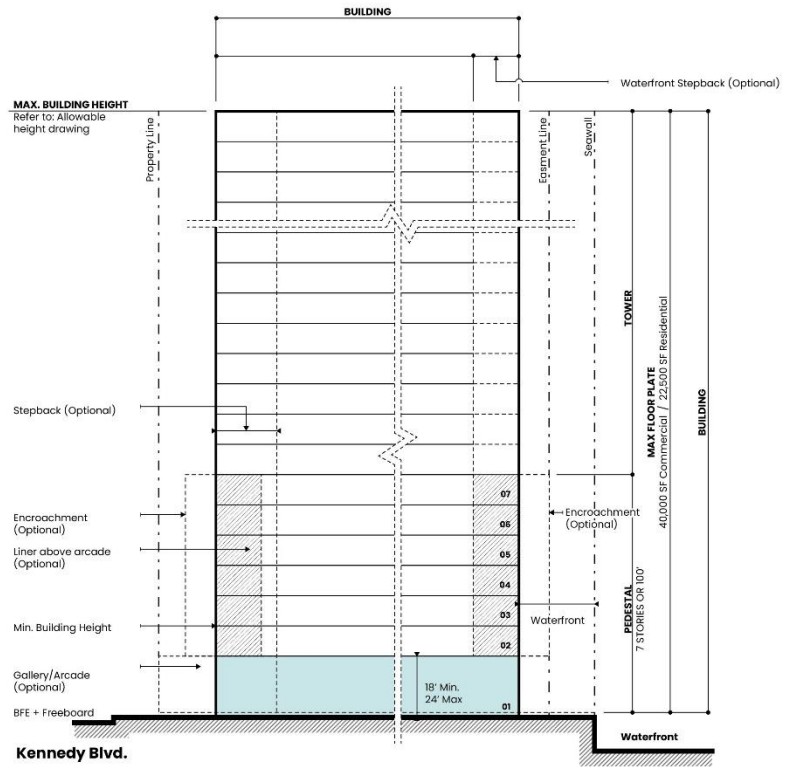 BUILDING
Waterfront Stepback (Optional)
MAX. BUILDING HEIGHT
Refer to: Allowable
height drawing
Property Line
Easment Line
Seawall
TOWER
MAX FLOOR PLATE
40,000 SF Commercial / 22,500 SF Residential
BUILDING
Stepback (Optional)
07
Encroachment
(Optional)
06
Encroachment
(Optional)
Liner above arcade
(Optional)
05
04
PEDESTAL
7 STORIES OR 100'
03
Waterfront
Min. Building Height
02
Gallery/Arcade
(Optional)
18' Min.
24' Max
01
BFE + Freeboard
Waterfront
Kennedy Blvd.